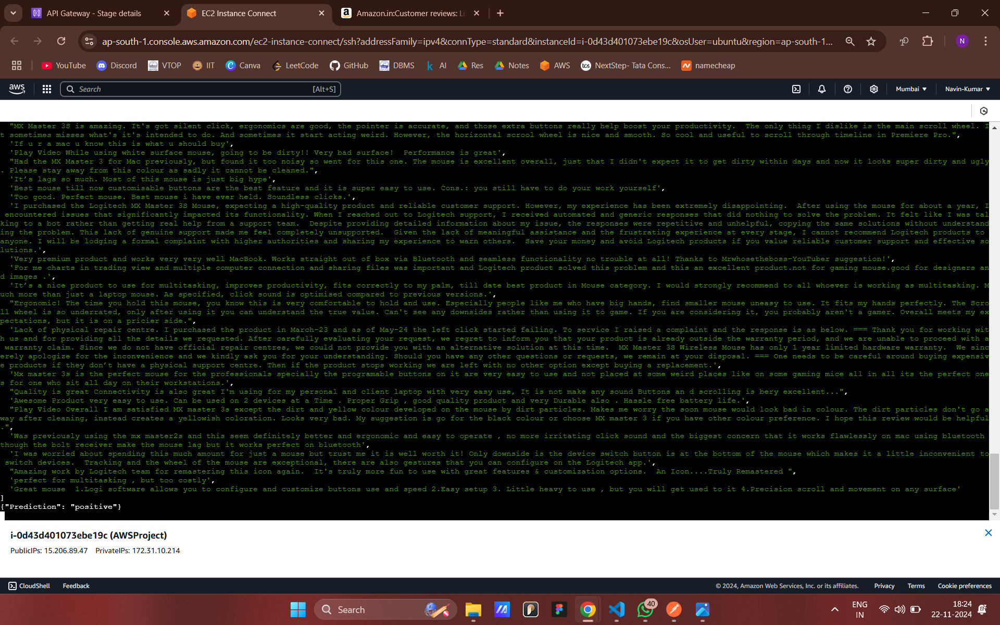 API Gateway - Stage details
EC2 Instance Connect
Amazon.in:Customer reviews: L
ap-south-1.console.aws.amazon.com/ec2-instance-connect/ssh?addressFamily=ipv4&connType=standard&instanceId=i-0d43d401073ebe19c&osUser=ubuntu&region=ap-south-1...
N
YouTube Discord VTOP IIT Canva LeetCode GitHub DBMS AI Res Notes AWS NextStep- Tata Cons... namecheap
aws Search [Alt+S] Mumbai Navin-Kumar
"MX Master 3S is amazing. It's got silent click, ergonomics are good, the pointer is accurate, and those extra buttons really help boost your productivity.  The only thing I dislike is the main scroll wheel. I
t sometimes misses what's it's intended to do. And sometimes it start acting weird. However, the horizontal scrool wheel is nice and smooth. So cool and useful to scroll through timeline in Premiere Pro.",
'If u r a mac u know this is what u should buy',
'Play Video While using white surface mouse, going to be dirty!! Very bad surface!  Performance is great',
"Had the MX Master 3 for Mac previously, but found it too noisy so went for this one. The mouse is excellent overall, just that I didn't expect it to get dirty within days and now it looks super dirty and ugly
. Please stay away from this colour as sadly it cannot be cleaned.",
'It’s lags so much. Most of this mouse is just big hype',
'Best mouse till now customisable buttons are the best feature and it is super easy to use. Cons.: you still have to do your work yourself',
'Too good. Perfect mouse. Best mouse i have ever held. Soundless clicks.',
'I purchased the Logitech MX Master 3S Mouse, expecting a high-quality product and reliable customer support. However, my experience has been extremely disappointing.  After using the mouse for about a year, I
encountered issues that significantly impacted its functionality. When I reached out to Logitech support, I received automated and generic responses that did nothing to solve the problem. It felt like I was tal
king to a bot rather than getting real help from a support team.  Despite providing detailed information about my issue, the responses were repetitive and unhelpful, copying the same solutions without understand
ing the problem. This lack of genuine support made me feel completely unsupported.  Given the lack of meaningful assistance and the frustrating experience at every stage, I cannot recommend Logitech products to
anyone. I will be lodging a formal complaint with higher authorities and sharing my experience to warn others.  Save your money and avoid Logitech products if you value reliable customer support and effective so
lutions.',
'Very premium product and works very very well MacBook. Works straight out of box via Bluetooth and seamless functionality no trouble at all! Thanks to Mrwhosetheboss-YouTuber suggestion!',
'For me charts in trading view and multiple computer connection and sharing files was important and Logitech product solved this problem and this an excellent product.not for gaming mouse.good for designers an
d images .',
'It’s a nice product to use for multitasking, improves productivity, fits correctly to my palm, till date best product in Mouse category. I would strongly recommend to all whoever is working as multitasking. M
uch more than just a laptop mouse. As specified, click sound is optimised compared to previous versions.',
"Ergonomic! The time you hold this mouse, you know this is very comfortable to hold and use. Especially people like me who have big hands, find smaller mouse uneasy to use. It fits my hands perfectly. The Scro
ll wheel is so underrated, only after using it you can understand the true value. Can't see any downsides rather than using it to game. If you are considering it, you probably aren't a gamer. Overall meets my ex
pectations, but it is on a pricier side.",
'Lack of physical repair centre. I purchased the product in March-23 and as of May-24 the left click started failing. To service I raised a complaint and the response is as below. === Thank you for working wit
h us and for providing all the details we requested. After carefully evaluating your request, we regret to inform you that your product is already outside the warranty period, and we are unable to proceed with a
warranty claim. Since we do not have official repair centres, we could not provide you with an alternative solution at this time.  MX Master 3S Wireless Mouse has only 1 year limited hardware warranty.  We sinc
erely apologize for the inconvenience and we kindly ask you for your understanding. Should you have any other questions or requests, we remain at your disposal. === One needs to be careful around buying expensiv
e products if they don’t have a physical support centre. Then if the product stops working we are left with no other option except buying a replacement.',
'Mx master 3s is the perfect mouse for the professionals specially the programable buttons on it are very easy to use and not placed at some weird places like on some gaming mice all in all its the perfect one
s for one who sit all day on their workstations.',
"Quality is great Connectivity is also great I'm using for my personal and client laptop with very easy use, It is not make any sound Buttons an d scrolling is bery excellent...",
'Awesome Product very easy to use. Can be used on 2 devices at a Time . Proper Grip , good quality product and very Durable also . Hassle free battery life.',
"Play Video Overall I am satisfied MX master 3s except the dirt and yellow colour developed on the mouse by dirt particles. Makes me worry the soon mouse would look bad in colour. The dirt particles don't go a
way after cleaning, instead creates a yellowish coloration. Looks very bad. My suggestion is go for the black colour or choose MX master 3 if you have other colour preference. I hope this review would be helpful
.",
'Was previously using the mx master2s and this seem definitely better and ergonomic and easy to operate , no more irritating click sound and the biggest concern that it works flawlessly on mac using bluetooth
though the bolt receiver make the mouse lag but it works perfect on bluetooth',
'I was worried about spending this much amount for just a mouse but trust me it is well worth it! Only downside is the device switch button is at the bottom of the mouse which makes it a little inconvenient to
switch devices.  Tracking and the wheel of the mouse are exceptional, there are also gestures that you can configure on the Logitech app.',
"Amazing work by Logitech team for remastering this icon again.  It's truly more fun to use with great features & customization options.  An Icon....Truly Remastered ",
'perfect for multitasking , but too costly',
'Great mouse  1.Logi software allows you to configure and customize buttons use and speed 2.Easy setup 3. Little heavy to use , but you will get used to it 4.Precision scroll and movement on any surface'
]
{"Prediction": "positive"}
i-0d43d401073ebe19c (AWSProject)
PublicIPs: 15.206.89.47 PrivateIPs: 172.31.10.214
CloudShell Feedback © 2024, Amazon Web Services, Inc. or its affiliates. Privacy Terms Cookie preferences
Search 40 ENG 18:24
IN 22-11-2024